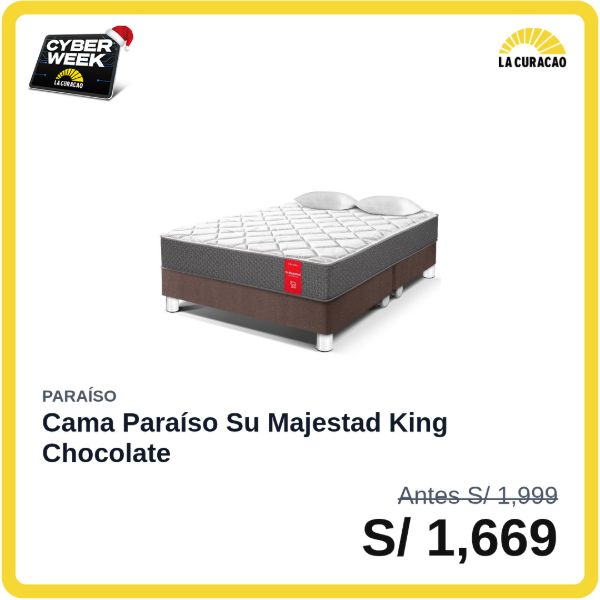 CYBER
WEEK
LA CURACAO
LA CURACAO
PARAÍSO
Cama Paraíso Su Majestad King
Chocolate
Antes S/ 1,999
S/ 1,669